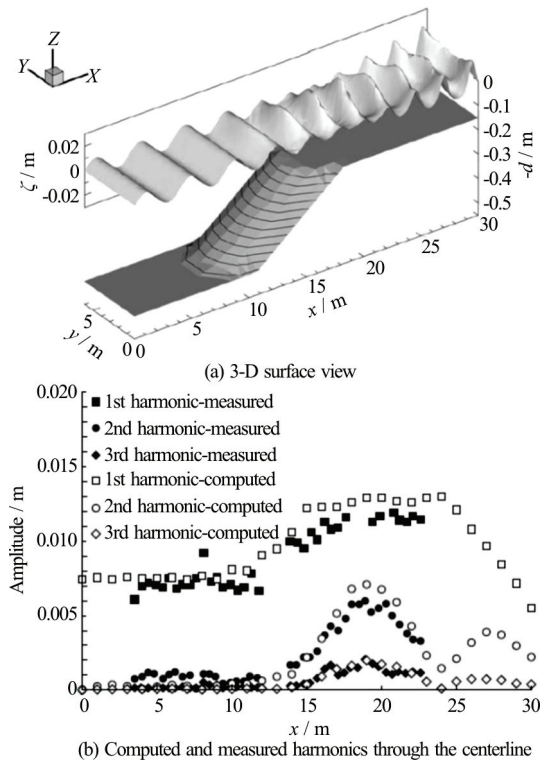 Z
Y
X
0.02
0
-0.02
ζ / m
0
-0.1
-0.2
-0.3
-0.4
-0.5
-d / m
5
0
y / m
0
5
10
15
20
25
30
x / m
(a) 3-D surface view
0.020
0.015
0.010
0.005
0
Amplitude / m
1st harmonic-measured
2nd harmonic-measured
3rd harmonic-measured
1st harmonic-computed
2nd harmonic-computed
3rd harmonic-computed
0
5
10
15
20
25
30
x / m
(b) Computed and measured harmonics through the centerline